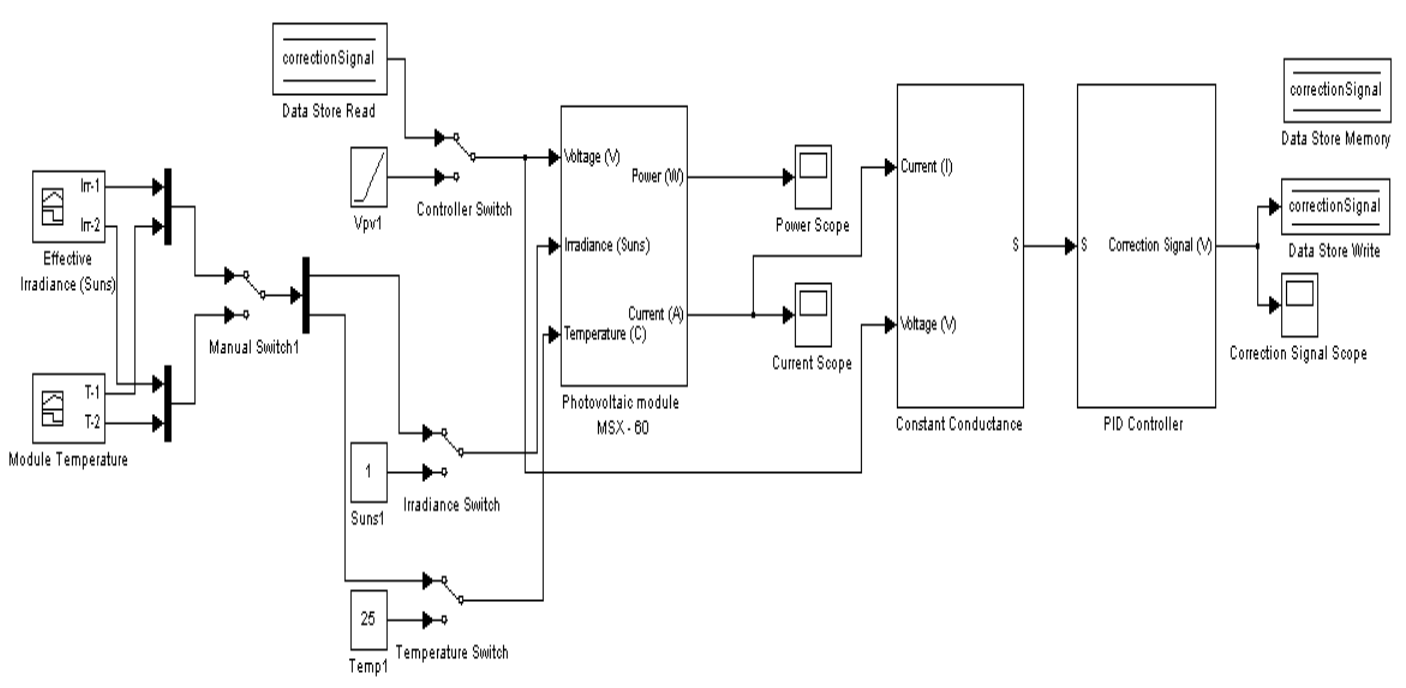 correctionSignal
Data Store Read
Vpv1
Controller Switch
Irr-1
Irr-2
Effective
Irradiance (Suns)
T-1
T-2
Module Temperature
Manual Switch1
1
Suns1
Irradiance Switch
25
Temp1
Temperature Switch
Voltage (V)
Irradiance (Suns)
Temperature (C)
Power (W)
Current (A)
Photovoltaic module
MSX - 60
Power Scope
Current Scope
Current (I)
Voltage (V)
S
Constant Conductance
S
Correction Signal (V)
PID Controller
correctionSignal
Data Store Memory
correctionSignal
Data Store Write
Correction Signal Scope